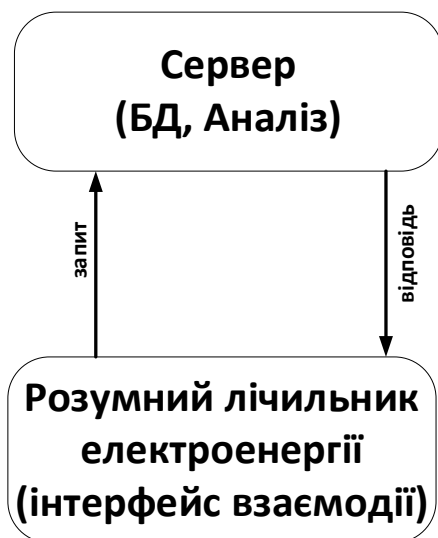 Сервер
(БД, Аналіз)
запит
відповідь
Розумний лічильник
електроенергії
(інтерфейс взаємодії)